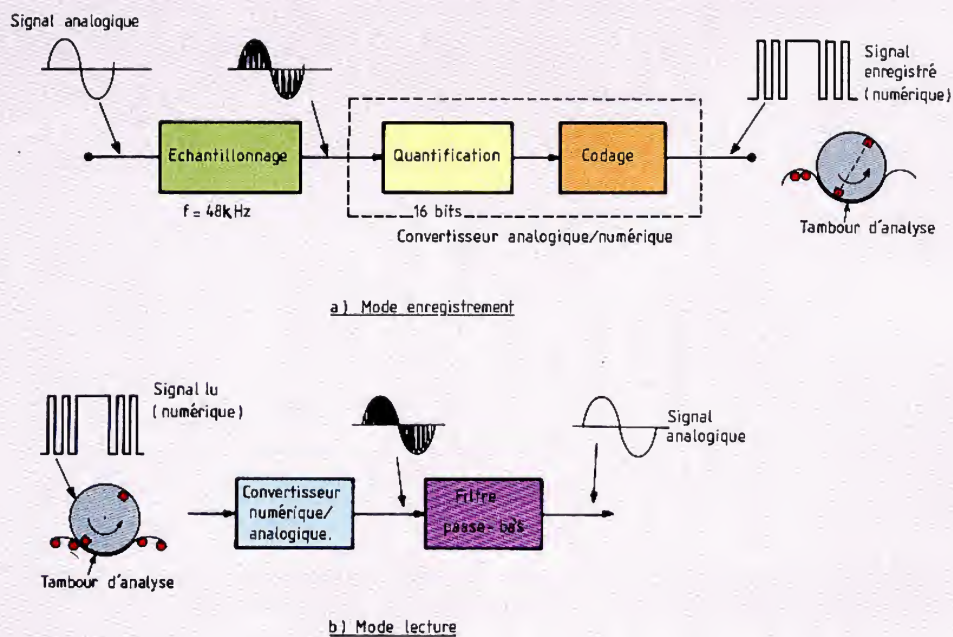 Signal analogique
Signal
enregistré
(numérique)
Echantillonnage
Quantification
Codage
f = 48kHz
16 bits
Convertisseur analogique/numérique
Tambour d'analyse
a) Mode enregistrement
Signal lu
(numérique)
Signal
analogique
Convertisseur
numérique/
analogique.
Filtre
passe-bas
Tambour d'analyse
b) Mode lecture